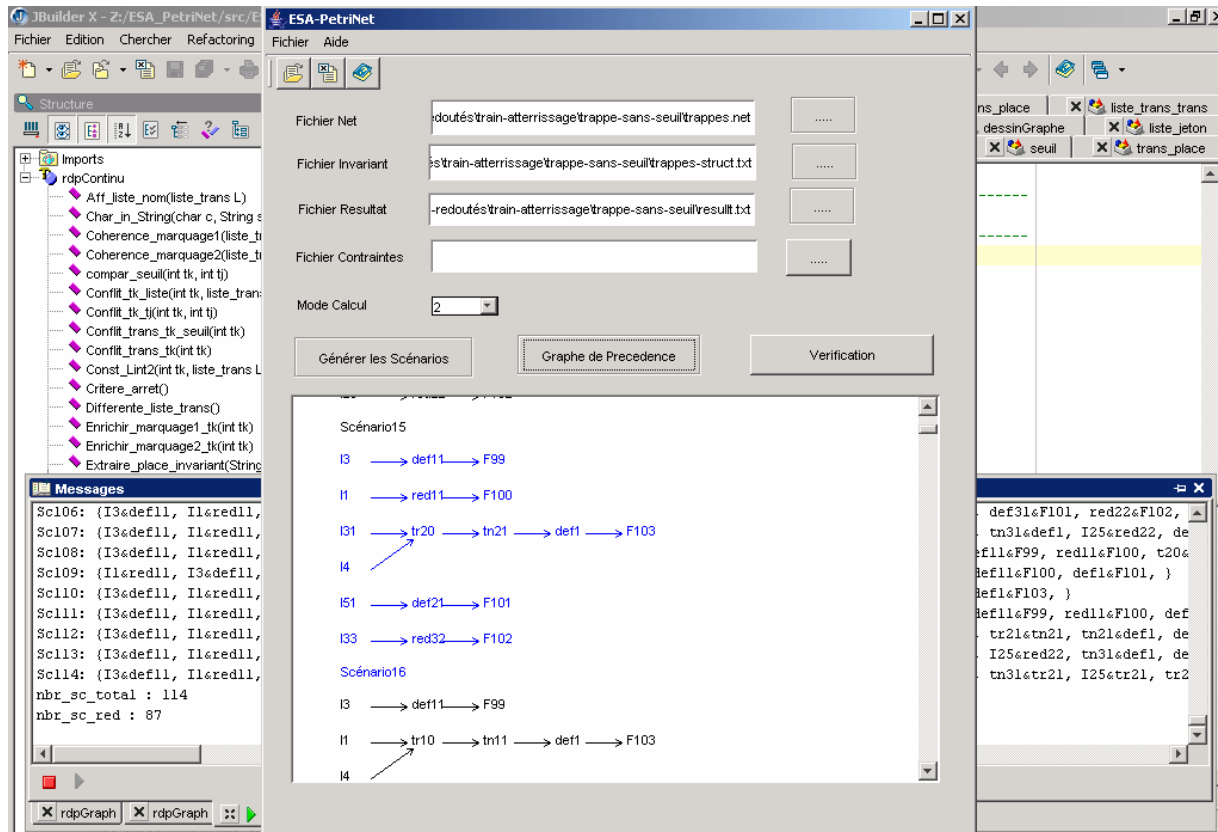 JBuilder X - Z:/ESA_PetriNet/src/E
Fichier Edition Chercher Refactoring
Structure
Imports
rdpContinu
Aff_liste_nom(liste_trans L)
Char_in_String(char c, String s
Coherence_marquage1(liste_t
Coherence_marquage2(liste_t
compar_seuil(int tk, int tj)
Conflit_tk_liste(int tk, liste_tran
Conflit_tk_tj(int tk, int tj)
Conflit_trans_tk_seuil(int tk)
Conflit_trans_tk(int tk)
Const_Lint2(int tk, liste_trans L
Critere_arret()
Differente_liste_trans()
Enrichir_marquage1_tk(int tk)
Enrichir_marquage2_tk(int tk)
Extraire_place_invariant(String
ESA-PetriNet
Fichier Aide
Fichier Net
doutés\train-atterrissage\trappe-sans-seuil\trappes.net
.....
Fichier Invariant
és\train-atterrissage\trappe-sans-seuil\trappes-struct.txt
.....
Fichier Resultat
-redoutés\train-atterrissage\trappe-sans-seuil\resullt.txt
.....
Fichier Contraintes
.....
Mode Calcul
2
Générer les Scénarios
Graphe de Precedence
Verification
Scénario15
I3 def11 F99
I1 red11 F100
I31 tr20 tn21 def1 F103
I4
I51 def21 F101
I33 red32 F102
Scénario16
I3 def11 F99
I1 tr10 tn11 def1 F103
I4
ns_place liste_trans_trans
dessinGraphe liste_jeton
seuil trans_place
Messages
Sc106: {I3&def11, I1&red11, , def31&F101, red22&F102,
Sc107: {I3&def11, I1&red11, tn31&def1, I25&red22, de
Sc108: {I3&def11, I1&red11, ef11&F99, red11&F100, t20&
Sc109: {I1&red11, I3&def11, def11&F100, def1&F101, }
Sc110: {I3&def11, I1&red11, def1&F103, }
Sc111: {I3&def11, I1&red11, def11&F99, red11&F100, def
Sc112: {I3&def11, I1&red11, , tr21&tn21, tn21&def1, de
Sc113: {I3&def11, I1&red11, I25&red22, tn31&def1, de
Sc114: {I3&def11, I1&red11, , tn31&tr21, I25&tr21, tr2
nbr_sc_total : 114
nbr_sc_red : 87
rdpGraph rdpGraph